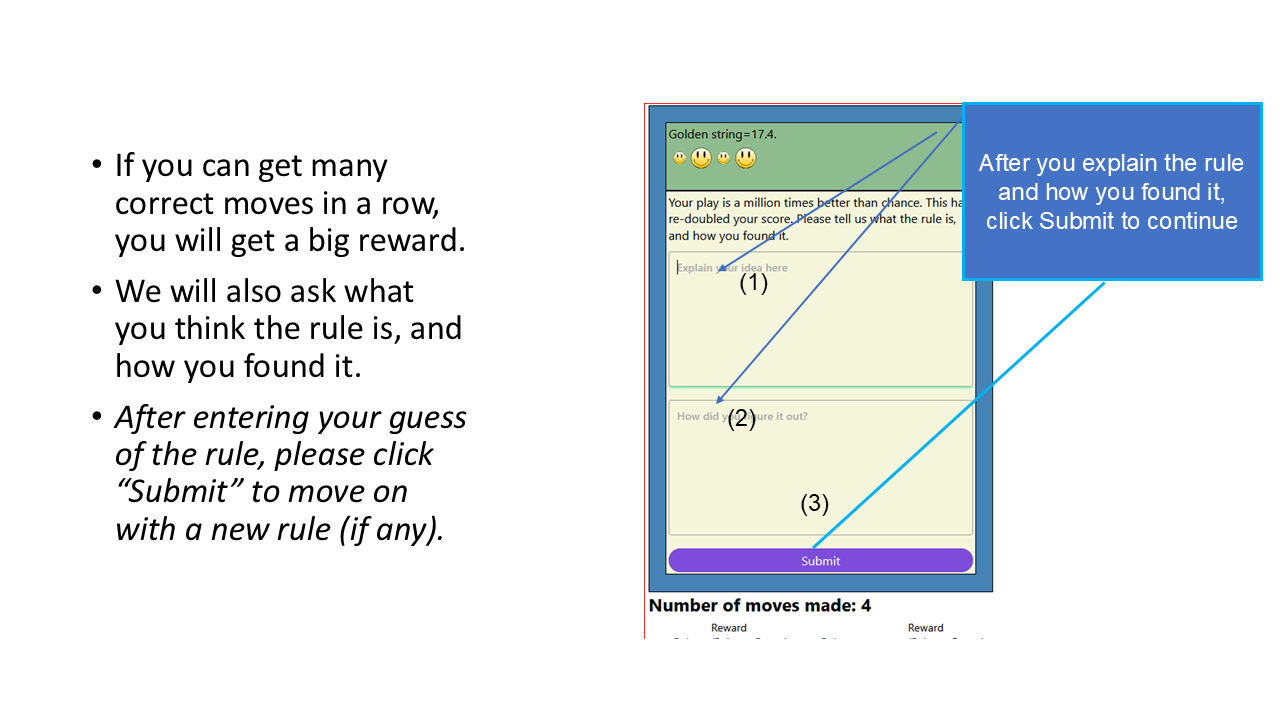 • If you can get many
correct moves in a row,
you will get a big reward.
• We will also ask what
you think the rule is, and
how you found it.
• After entering your guess
of the rule, please click
“Submit” to move on
with a new rule (if any).
Golden string=17.4.
Your play is a million times better than chance. This ha
re-doubled your score. Please tell us what the rule is,
and how you found it.
Explain your idea here
(1)
How did you figure it out?
(2)
(3)
Submit
After you explain the rule
and how you found it,
click Submit to continue
Number of moves made: 4
Reward Reward